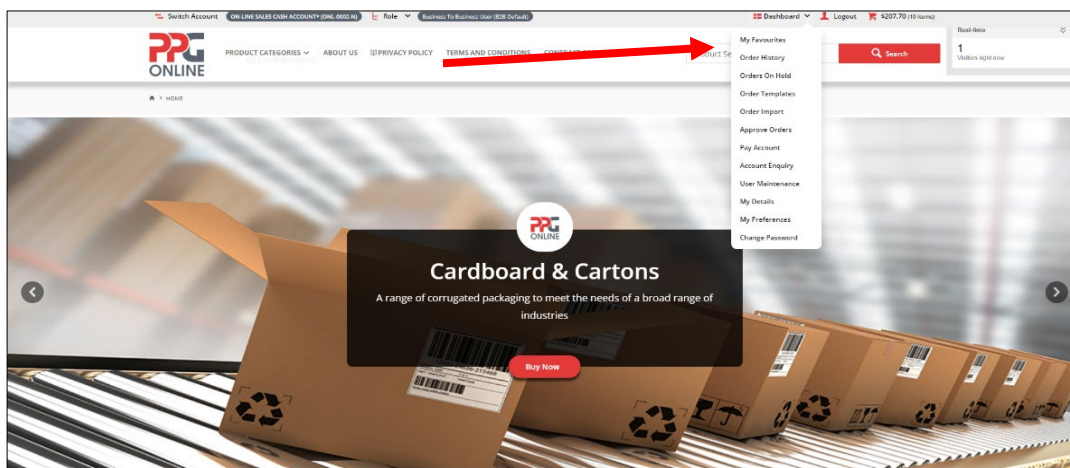 Switch Account ON-LINE SALES CASH ACCOUNT* (ONL-0002-N) Role Business To Business User (B2B Default) Dashboard Logout $207.70 (10 items)
PPG
ONLINE
PRODUCT CATEGORIES ABOUT US PRIVACY POLICY TERMS AND CONDITIONS
Search
My Favourites
Order History
Orders On Hold
Order Templates
Order Import
Approve Orders
Pay Account
Account Enquiry
User Maintenance
My Details
My Preferences
Change Password
Real-time
1
Visitors right now
HOME
PPG
ONLINE
Cardboard & Cartons
A range of corrugated packaging to meet the needs of a broad range of
industries
Buy Now